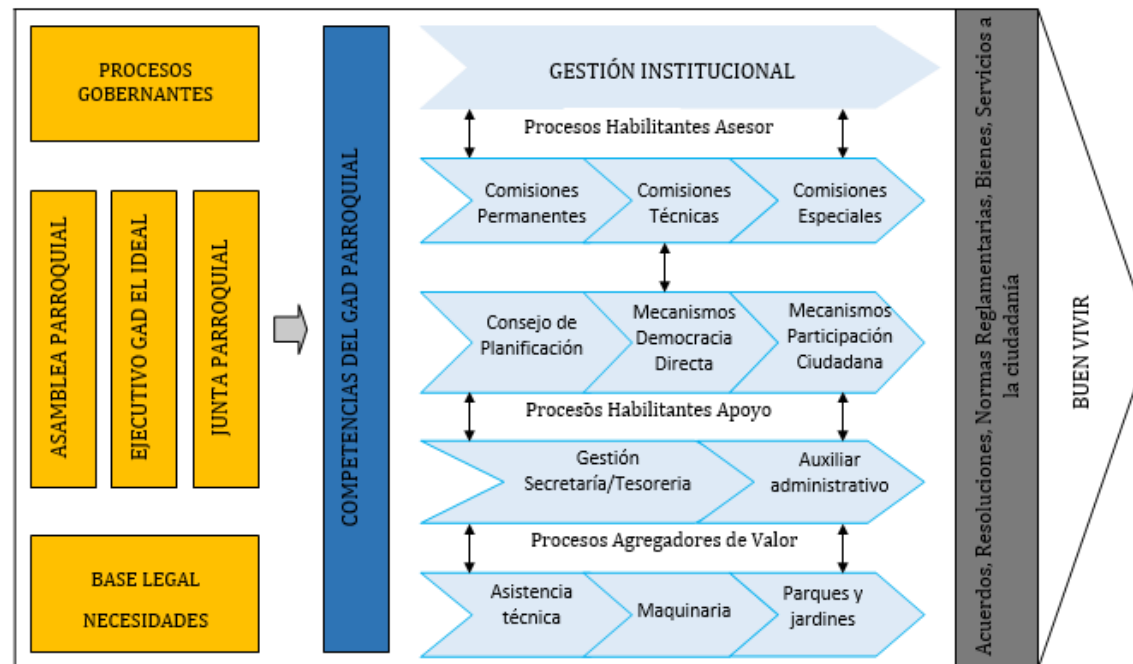 PROCESOS
GOBERNANTES
ASAMBLEA PARROQUIAL
EJECUTIVO GAD EL IDEAL
JUNTA PARROQUIAL
BASE LEGAL
NECESIDADES
COMPETENCIAS DEL GAD PARROQUIAL
GESTIÓN INSTITUCIONAL
Procesos Habilitantes Asesor
Comisiones
Permanentes
Comisiones
Técnicas
Comisiones
Especiales
Consejo de
Planificación
Mecanismos
Democracia
Directa
Mecanismos
Participación
Ciudadana
Procesos Habilitantes Apoyo
Gestión
Secretaría/Tesoreria
Auxiliar
administrativo
Procesos Agregadores de Valor
Asistencia
técnica
Maquinaria
Parques y
jardines
Acuerdos, Resoluciones, Normas Reglamentarias, Bienes, Servicios a
la ciudadanía
BUEN VIVIR